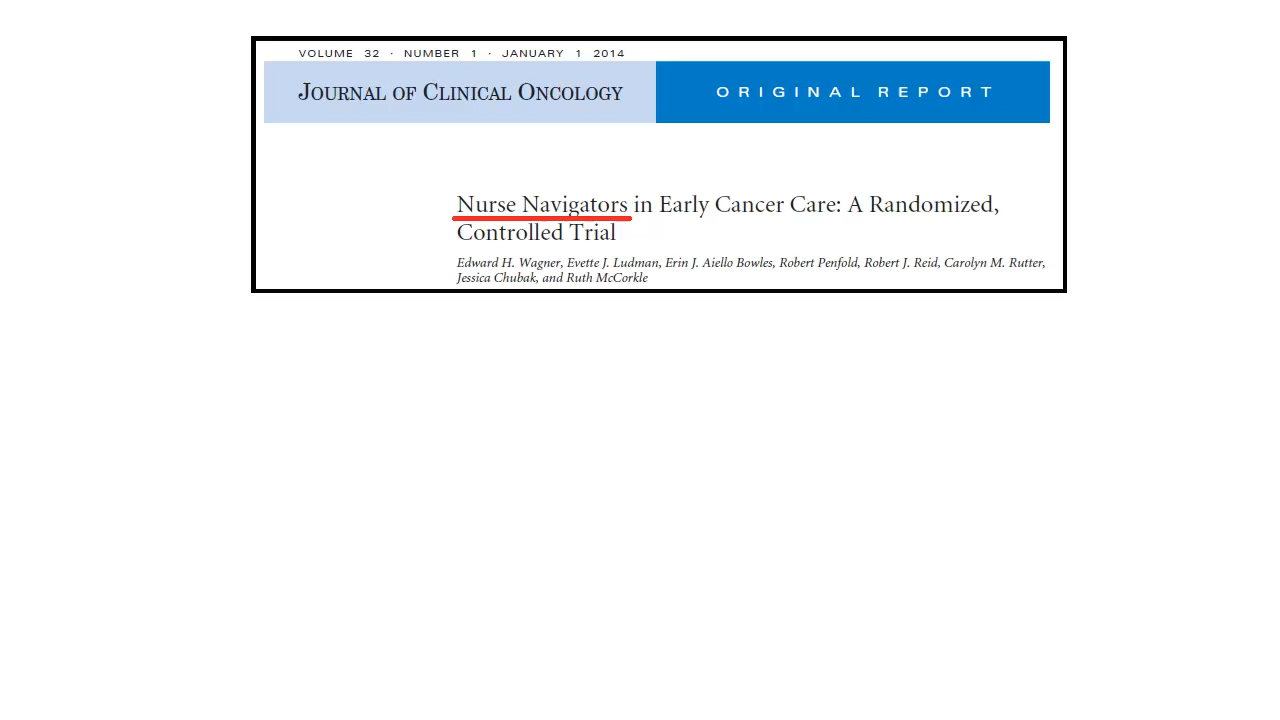 VOLUME 32 · NUMBER 1 · JANUARY 1 2014
JOURNAL OF CLINICAL ONCOLOGY
ORIGINAL REPORT
Nurse Navigators in Early Cancer Care: A Randomized,
Controlled Trial
Edward H. Wagner, Evette J. Ludman, Erin J. Aiello Bowles, Robert Penfold, Robert J. Reid, Carolyn M. Rutter,
Jessica Chubak, and Ruth McCorkle